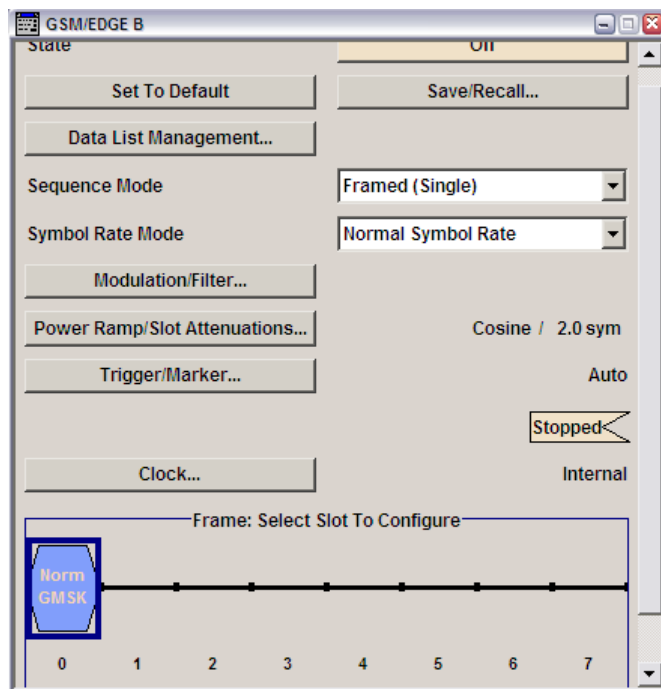 GSM/EDGE B
State Off
Set To Default Save/Recall...
Data List Management...
Sequence Mode Framed (Single)
Symbol Rate Mode Normal Symbol Rate
Modulation/Filter...
Power Ramp/Slot Attenuations... Cosine / 2.0 sym
Trigger/Marker... Auto
Stopped
Clock... Internal
Frame: Select Slot To Configure
Norm
GMSK
0 1 2 3 4 5 6 7